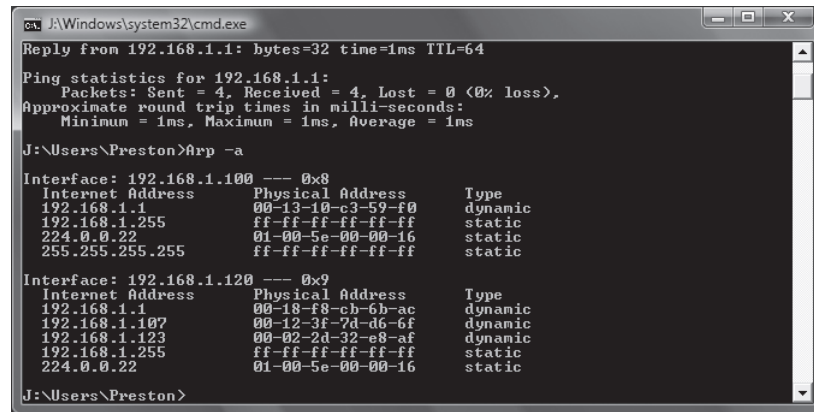 J:\Windows\system32\cmd.exe
Reply from 192.168.1.1: bytes=32 time=1ms TTL=64
Ping statistics for 192.168.1.1:
Packets: Sent = 4, Received = 4, Lost = 0 (0% loss),
Approximate round trip times in milli-seconds:
Minimum = 1ms, Maximum = 1ms, Average = 1ms
J:\Users\Preston>Arp -a
Interface: 192.168.1.100 --- 0x8
Internet Address Physical Address Type
192.168.1.1 00-13-10-c3-59-f0 dynamic
192.168.1.255 ff-ff-ff-ff-ff-ff static
224.0.0.22 01-00-5e-00-00-16 static
255.255.255.255 ff-ff-ff-ff-ff-ff static
Interface: 192.168.1.120 --- 0x9
Internet Address Physical Address Type
192.168.1.1 00-18-f8-cb-6b-ac dynamic
192.168.1.107 00-12-3f-7d-d6-6f dynamic
192.168.1.123 00-02-2d-32-e8-af dynamic
192.168.1.255 ff-ff-ff-ff-ff-ff static
224.0.0.22 01-00-5e-00-00-16 static
J:\Users\Preston>